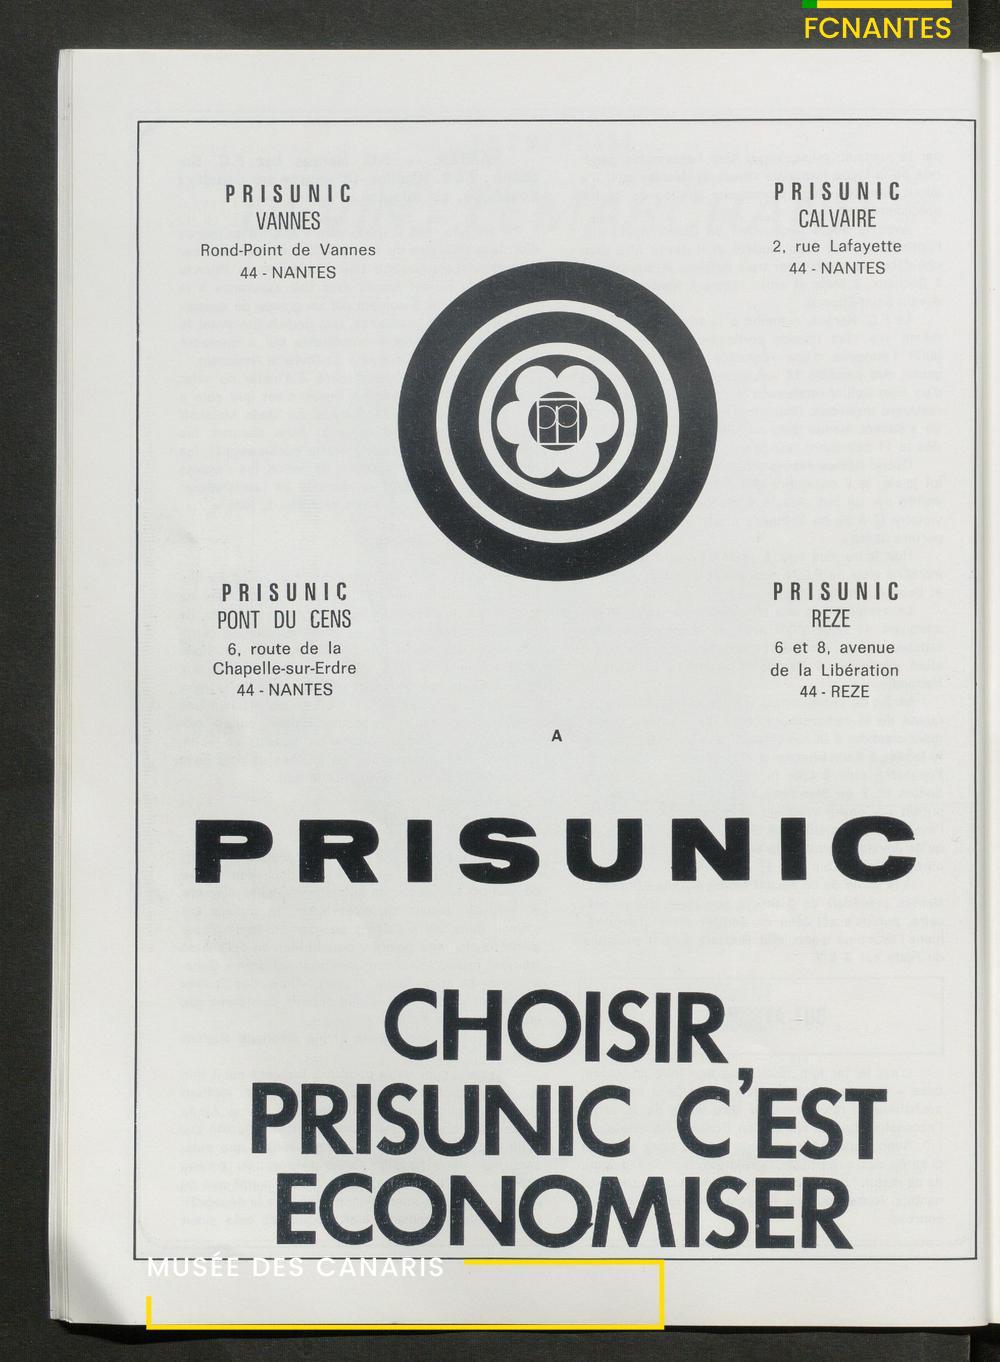 FCNANTES
PRISUNIC
VANNES
Rond-Point de Vannes
44 - NANTES
PRISUNIC
CALVAIRE
2, rue Lafayette
44 - NANTES
PRISUNIC
PONT DU CENS
6, route de la
Chapelle-sur-Erdre
44 - NANTES
PRISUNIC
REZE
6 et 8, avenue
de la Libération
44 - REZE
A
PRISUNIC
CHOISIR
PRISUNIC C'EST
ECONOMISER
MUSÉE DES CANARIS